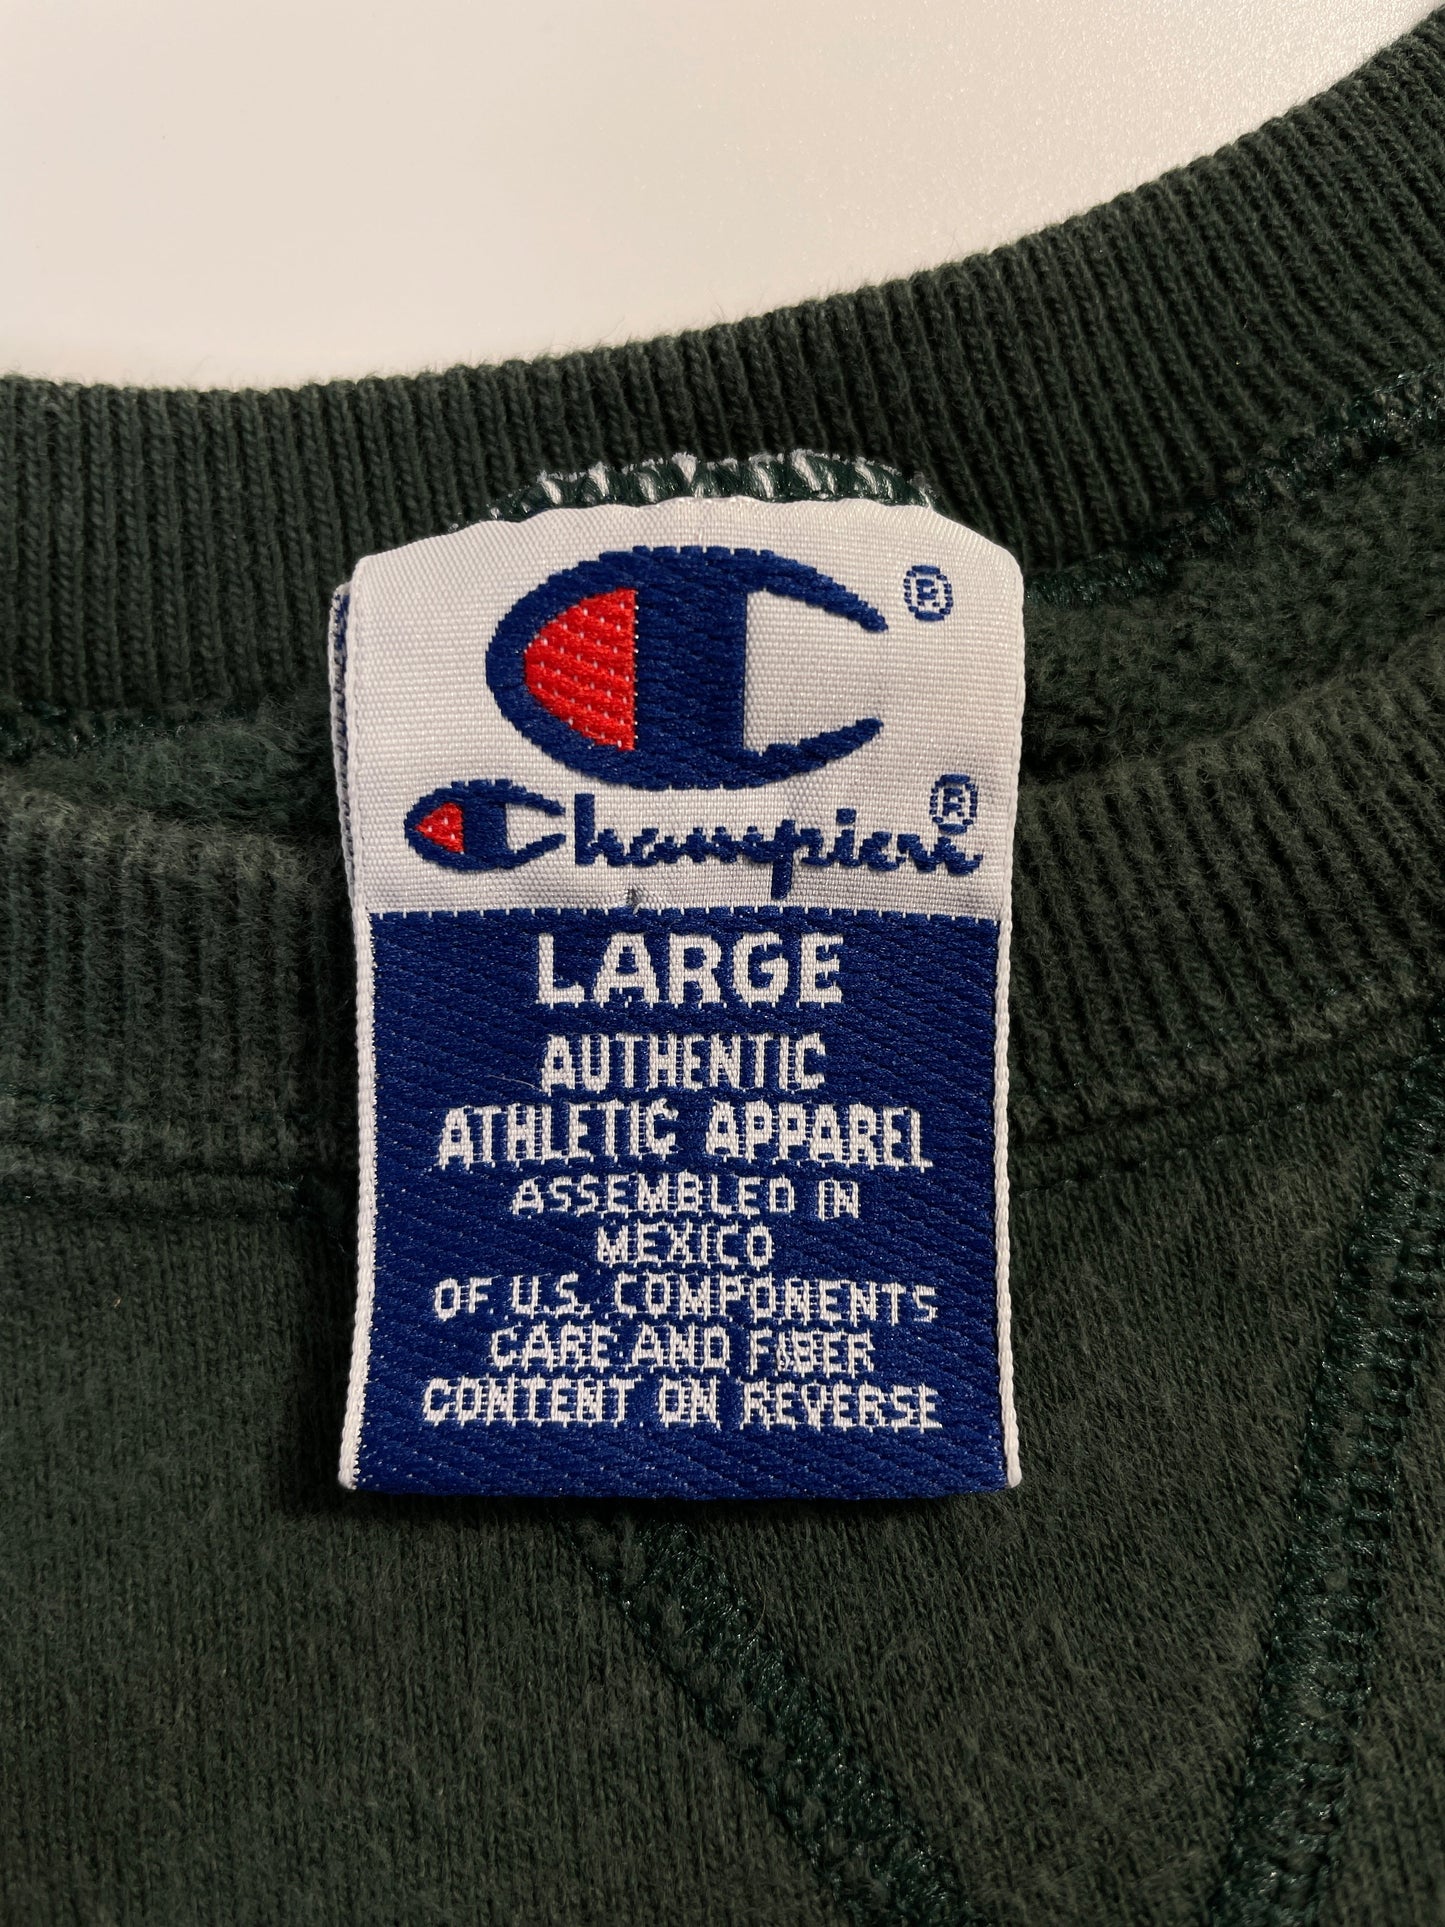 ®
Champion®
LARGE
AUTHENTIC
ATHLETIC APPAREL
ASSEMBLED IN
MEXICO
OF U.S. COMPONENTS
CARE AND FIBER
CONTENT ON REVERSE